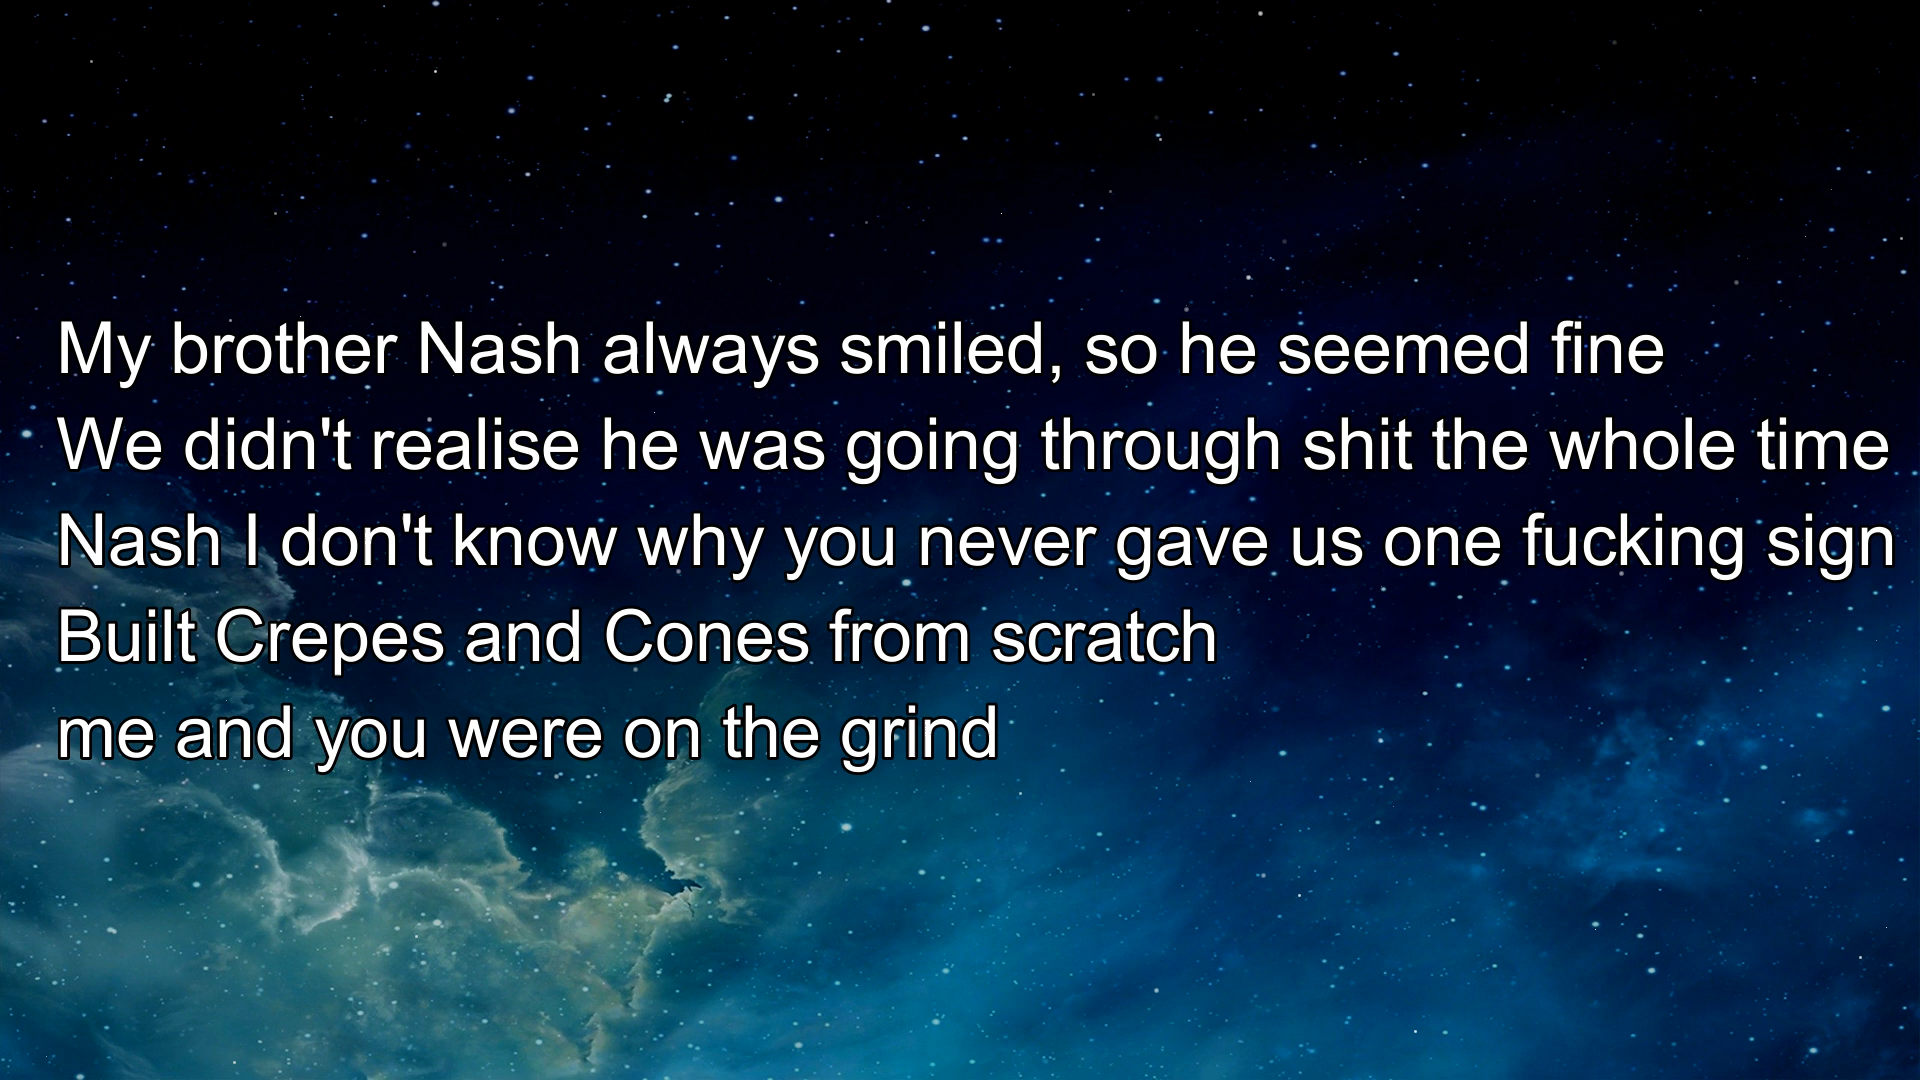 My brother Nash always smiled, so he seemed fine
We didn't realise he was going through shit the whole time
Nash I don't know why you never gave us one fucking sign
Built Crepes and Cones from scratch
me and you were on the grind